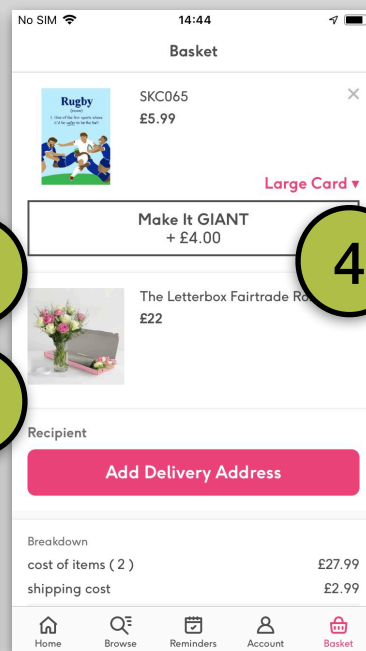 No SIM 14:44
Basket
Rugby
(noun)
SKC065
£5.99
Large Card ▾
Make It GIANT
+ £4.00
4
The Letterbox Fairtrade
£22
Recipient
Add Delivery Address
Breakdown
cost of items ( 2 ) £27.99
shipping cost £2.99
Home Browse Reminders Account Basket